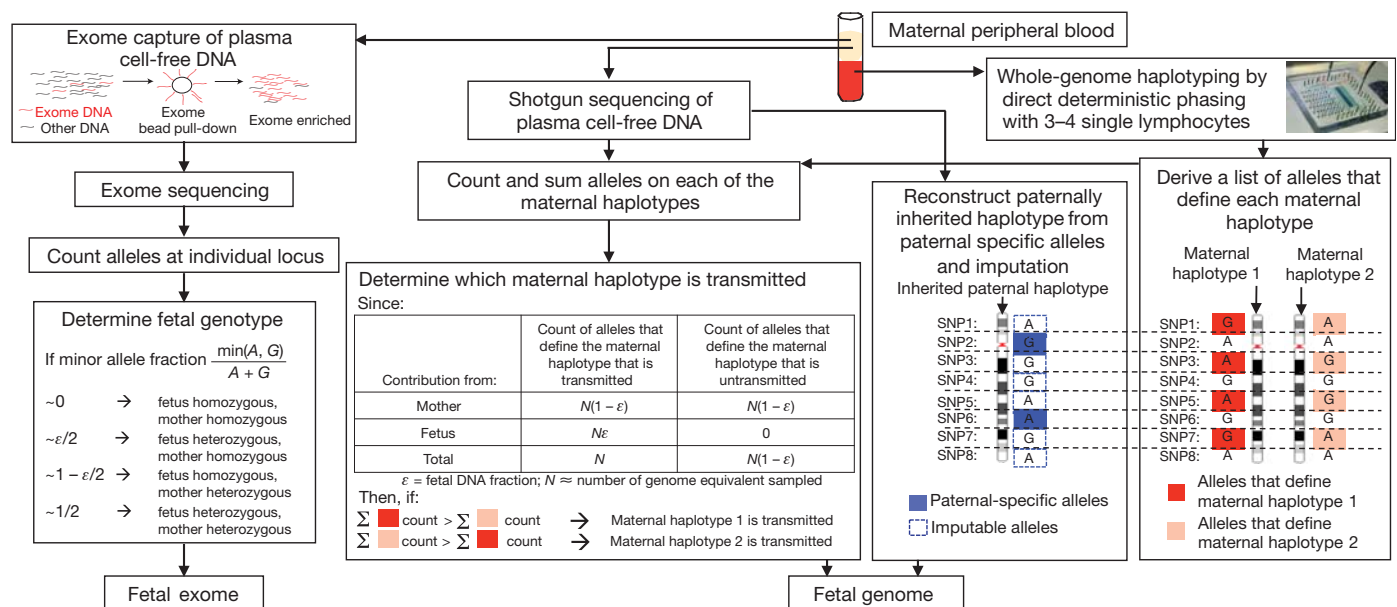 Maternal peripheral blood
Exome capture of plasma
cell-free DNA
Exome DNA
Other DNA
Exome
bead pull-down
Exome enriched
Exome sequencing
Count alleles at individual locus
Determine fetal genotype
If minor allele fraction min(A, G)
A + G
~0 → fetus homozygous,
mother homozygous
~ε/2 → fetus heterozygous,
mother homozygous
~1 − ε/2 → fetus homozygous,
mother heterozygous
~1/2 → fetus heterozygous,
mother heterozygous
Fetal exome
Shotgun sequencing of
plasma cell-free DNA
Count and sum alleles on each of the
maternal haplotypes
Determine which maternal haplotype is transmitted
Since:
Contribution from:
Count of alleles that
define the maternal
haplotype that is
transmitted
Count of alleles that
define the maternal
haplotype that is
untransmitted
Mother N(1 − ε) N(1 − ε)
Fetus Nε 0
Total N N(1 − ε)
ε = fetal DNA fraction; N ≈ number of genome equivalent sampled
Then, if:
Σ count > Σ count → Maternal haplotype 1 is transmitted
Σ count > Σ count → Maternal haplotype 2 is transmitted
Fetal genome
Whole-genome haplotyping by
direct deterministic phasing
with 3–4 single lymphocytes
Reconstruct paternally
inherited haplotype from
paternal specific alleles
and imputation
Inherited paternal haplotype
SNP1: A
SNP2: G
SNP3: G
SNP4: G
SNP5: A
SNP6: A
SNP7: G
SNP8: A
Paternal-specific alleles
Imputable alleles
Derive a list of alleles that
define each maternal
haplotype
Maternal
haplotype 1
Maternal
haplotype 2
SNP1: G A
SNP2: A A
SNP3: A G
SNP4: G G
SNP5: A G
SNP6: G G
SNP7: G A
SNP8: A A
Alleles that define
maternal haplotype 1
Alleles that define
maternal haplotype 2